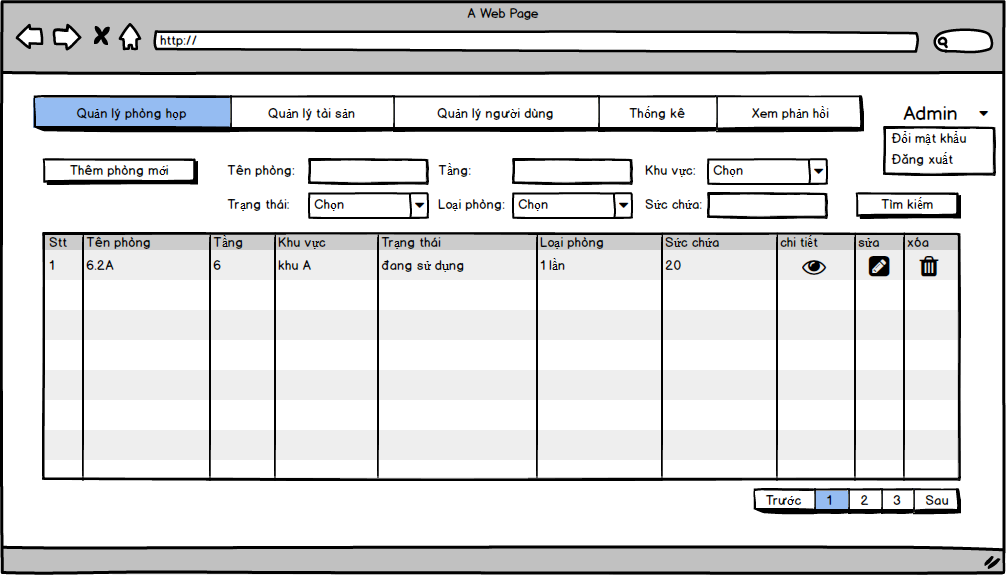 A Web Page
http://
Quản lý phòng họp Quản lý tài sản Quản lý người dùng Thống kê Xem phản hồi
Admin
Đổi mật khẩu
Đăng xuất
Thêm phòng mới Tên phòng: Tầng: Khu vực: Chọn
Trạng thái: Chọn Loại phòng: Chọn Sức chứa: Tìm kiếm
Stt Tên phòng Tầng Khu vực Trạng thái Loại phòng Sức chứa chi tiết sửa xóa
1 6.2A 6 khu A đang sử dụng 1 lần 20
Trước 1 2 3 Sau